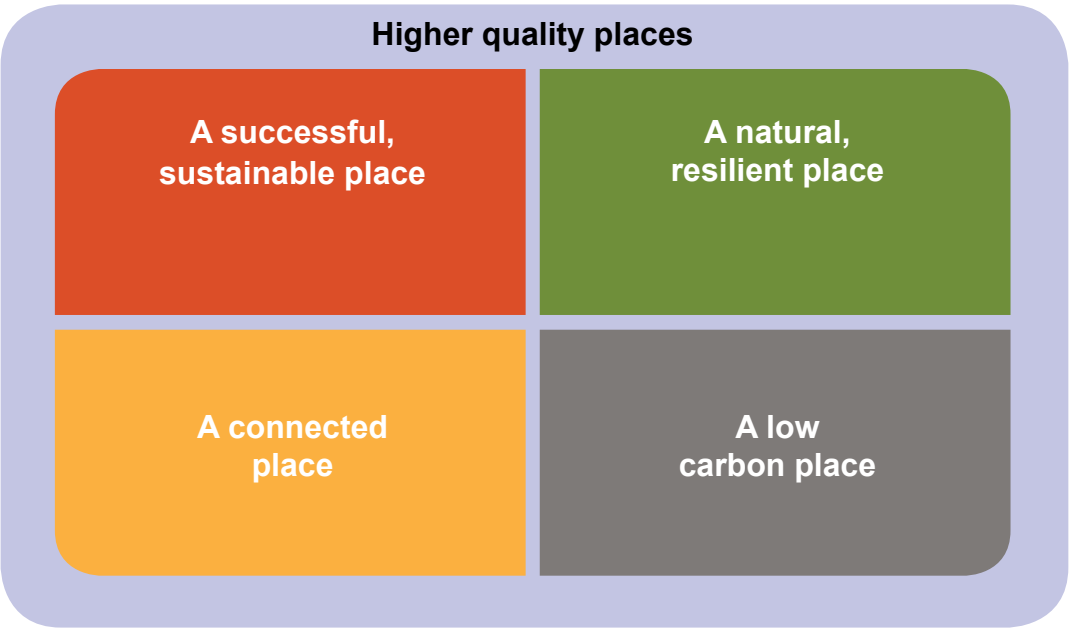 Higher quality places
A successful,
sustainable place
A natural,
resilient place
A connected
place
A low
carbon place